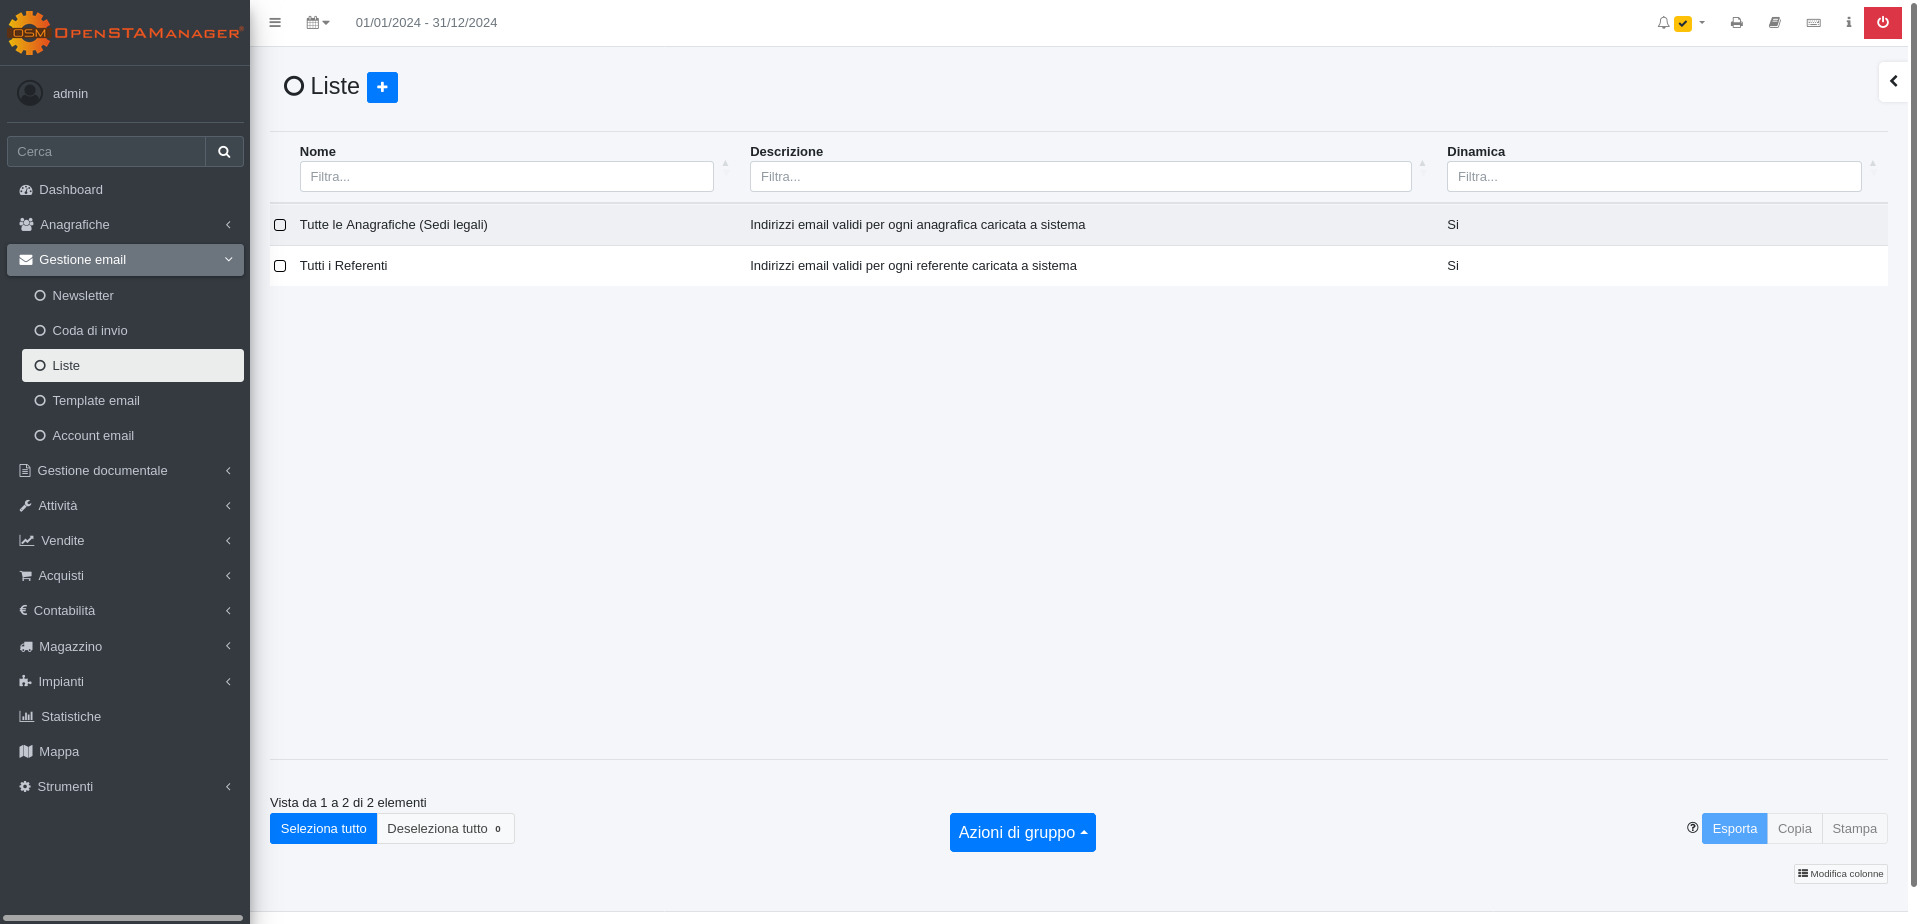 OSM OpenSTAManager
01/01/2024 - 31/12/2024
admin
Cerca
Dashboard
Anagrafiche
Gestione email
Newsletter
Coda di invio
Liste
Template email
Account email
Gestione documentale
Attività
Vendite
Acquisti
Contabilità
Magazzino
Impianti
Statistiche
Mappa
Strumenti
Liste
Nome Descrizione Dinamica
Filtra... Filtra... Filtra...
Tutte le Anagrafiche (Sedi legali) Indirizzi email validi per ogni anagrafica caricata a sistema Si
Tutti i Referenti Indirizzi email validi per ogni referente caricata a sistema Si
Vista da 1 a 2 di 2 elementi
Seleziona tutto Deseleziona tutto 0 Azioni di gruppo Esporta Copia Stampa
Modifica colonne